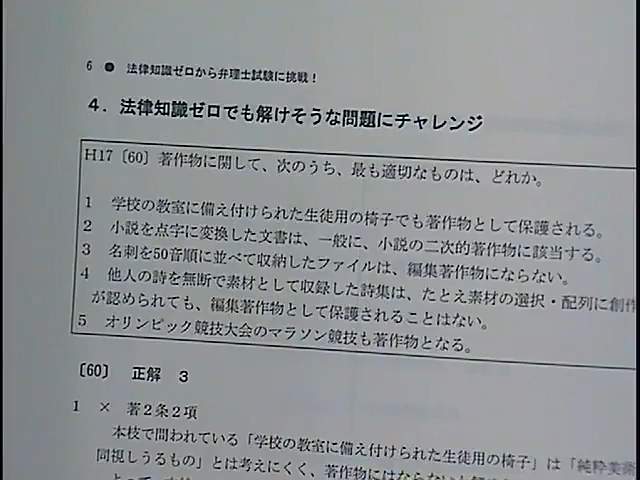 6 ● 法律知識ゼロから弁理士試験に挑戦！
4．法律知識ゼロでも解けそうな問題にチャレンジ
H17〔60〕著作物に関して、次のうち、最も適切なものは、どれか。
1 学校の教室に備え付けられた生徒用の椅子でも著作物として保護される。
2 小説を点字に変換した文書は、一般に、小説の二次的著作物に該当する。
3 名刺を50音順に並べて収納したファイルは、編集著作物にならない。
4 他人の詩を無断で素材として収録した詩集は、たとえ素材の選択・配列に創作
が認められても、編集著作物として保護されることはない。
5 オリンピック競技大会のマラソン競技も著作物となる。
〔60〕 正解 3
1 × 著2条2項
本枝で問われている「学校の教室に備え付けられた生徒用の椅子」は「純粋美術
同視しうるもの」とは考えにくく、著作物にはならない